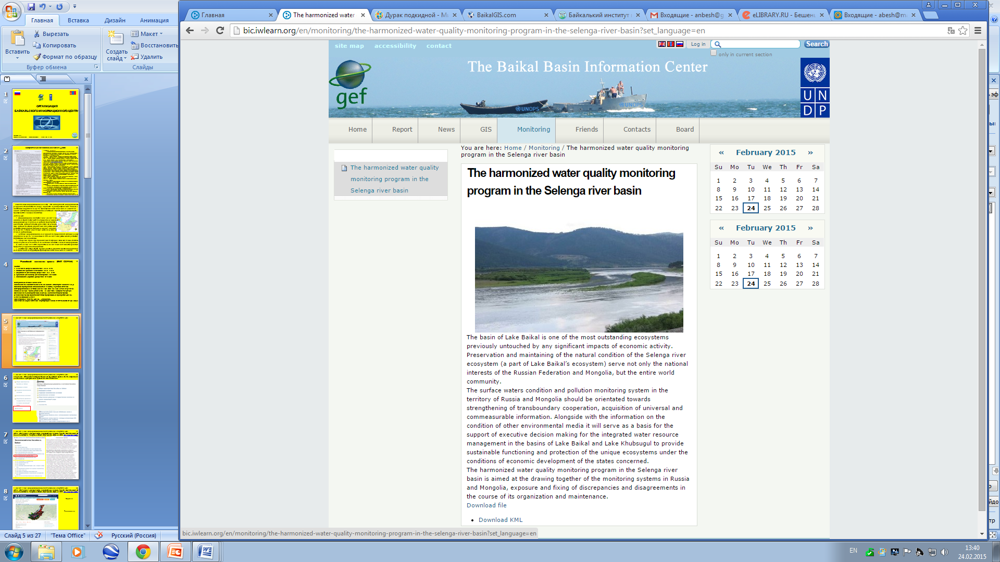 Главная
Вставка
Дизайн
Анимация
Вставить
Вырезать
Копировать
Формат по образцу
Буфер обмена
Создать слайд
Макет
Восстановить
Удалить
Слайды
1
ОРГАНИЗАЦИЯ
БАЙКАЛЬСКОГО ИНФОРМАЦИОННОГО ЦЕНТРА
2
3
4
5
6
7
8
Слайд 5 из 27
"Тема Office"
Русский (Россия)
Главная
The harmonized water
Дурак подкидной - М
BaikalGIS.com
Байкалький институт
Входящие - anbesh@g
eLIBRARY.RU - Бешен
Входящие - abesh@m
bic.iwlearn.org/en/monitoring/the-harmonized-water-quality-monitoring-program-in-the-selenga-river-basin?set_language=en
site map
accessibility
contact
Log in
Search
only in current section
gef
The Baikal Basin Information Center
UNOPS
UNOPS
UN
DP
Home
Report
News
GIS
Monitoring
Friends
Contacts
Board
The harmonized water quality
monitoring program in the
Selenga river basin
You are here: Home / Monitoring / The harmonized water quality monitoring
program in the Selenga river basin
The harmonized water quality monitoring
program in the Selenga river basin
The basin of Lake Baikal is one of the most outstanding ecosystems
previously untouched by any significant impacts of economic activity.
Preservation and maintaining of the natural condition of the Selenga river
ecosystem (a part of Lake Baikal’s ecosystem) serve not only the national
interests of the Russian Federation and Mongolia, but the entire world
community.
The surface waters condition and pollution monitoring system in the
territory of Russia and Mongolia should be orientated towards
strengthening of transboundary cooperation, acquisition of universal and
commeasurable information. Alongside with the information on the
condition of other environmental media it will serve as a basis for the
support of executive decision making for the integrated water resource
management in the basins of Lake Baikal and Lake Khubsugul to provide
sustainable functioning and protection of the unique ecosystems under the
conditions of economic development of the states concerned.
The harmonized water quality monitoring program in the Selenga river
basin is aimed at the drawing together of the monitoring systems in Russia
and Mongolia, exposure and fixing of discrepancies and disagreements in
the course of its organization and maintenance.
Download file
Download KML
« February 2015 »
Su Mo Tu We Th Fr Sa
1 2 3 4 5 6 7
8 9 10 11 12 13 14
15 16 17 18 19 20 21
22 23 24 25 26 27 28
« February 2015 »
Su Mo Tu We Th Fr Sa
1 2 3 4 5 6 7
8 9 10 11 12 13 14
15 16 17 18 19 20 21
22 23 24 25 26 27 28
bic.iwlearn.org/en/monitoring/the-harmonized-water-quality-monitoring-program-in-the-selenga-river-basin?set_language=en
EN
13:40
24.02.2015